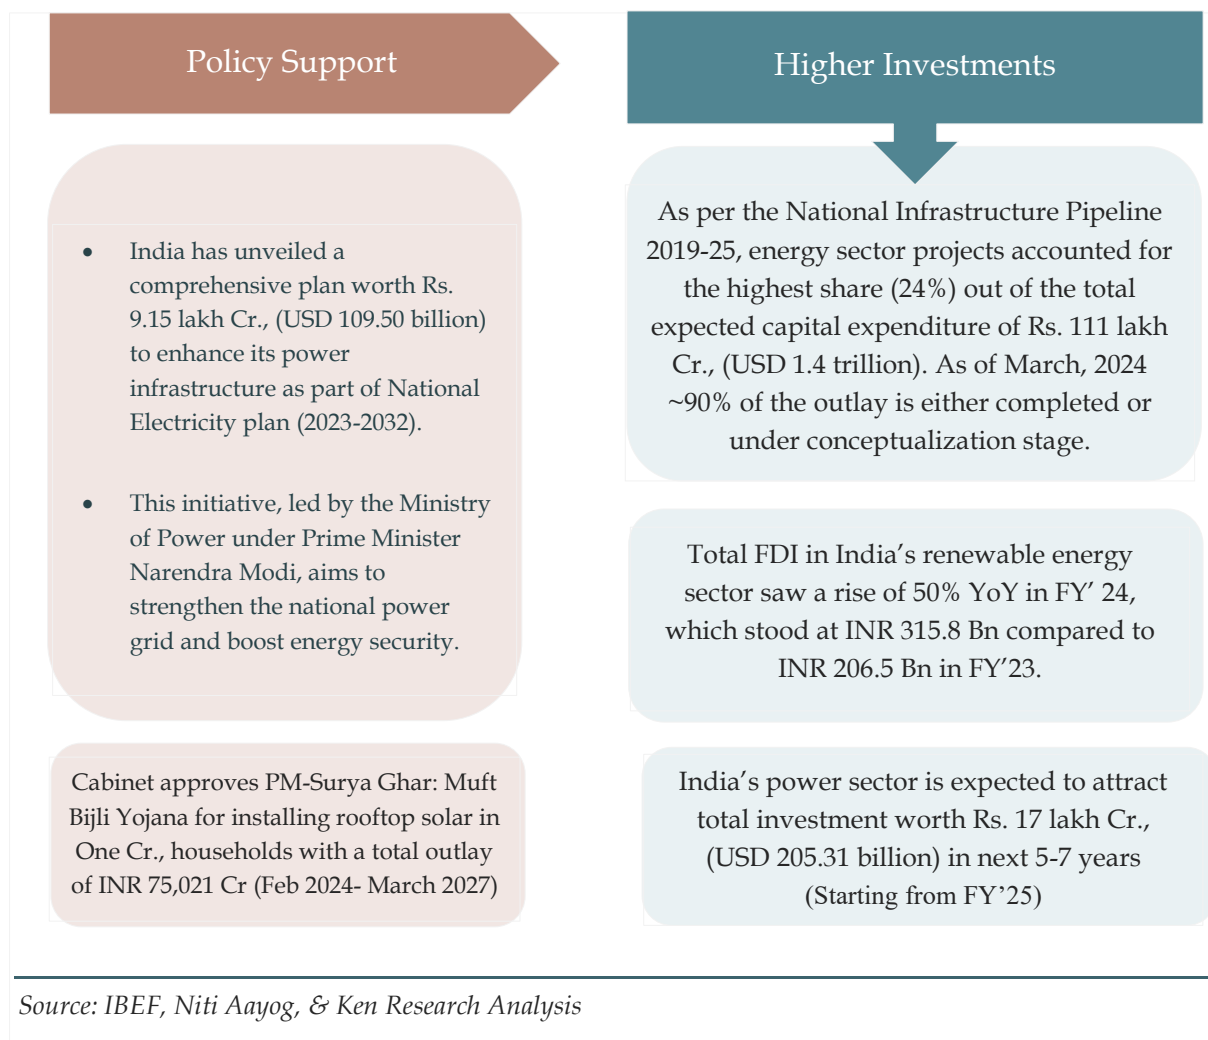 Policy Support
India has unveiled a
comprehensive plan worth Rs.
9.15 lakh Cr., (USD 109.50 billion)
to enhance its power
infrastructure as part of National
Electricity plan (2023-2032).
This initiative, led by the Ministry
of Power under Prime Minister
Narendra Modi, aims to
strengthen the national power
grid and boost energy security.
Cabinet approves PM-Surya Ghar: Muft
Bijli Yojana for installing rooftop solar in
One Cr., households with a total outlay
of INR 75,021 Cr (Feb 2024- March 2027)
Higher Investments
As per the National Infrastructure Pipeline
2019-25, energy sector projects accounted for
the highest share (24%) out of the total
expected capital expenditure of Rs. 111 lakh
Cr., (USD 1.4 trillion). As of March, 2024
~90% of the outlay is either completed or
under conceptualization stage.
Total FDI in India’s renewable energy
sector saw a rise of 50% YoY in FY’ 24,
which stood at INR 315.8 Bn compared to
INR 206.5 Bn in FY’23.
India’s power sector is expected to attract
total investment worth Rs. 17 lakh Cr.,
(USD 205.31 billion) in next 5-7 years
(Starting from FY’25)
Source: IBEF, Niti Aayog, & Ken Research Analysis